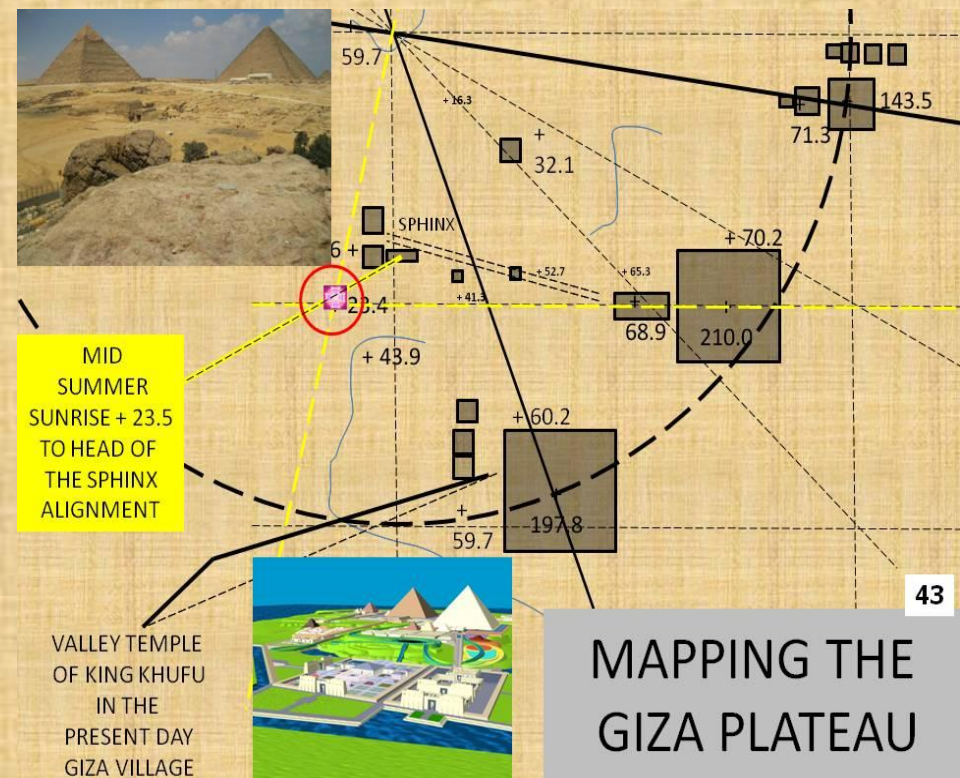 59.7
+ 16.3
143.5
71.3
+
32.1
SPHINX
+ 70.2
6 +
+ 52.7
+ 65.3
+ 41.3
23.4
68.9
210.0
+ 43.9
MID
SUMMER
SUNRISE + 23.5
TO HEAD OF
THE SPHINX
ALIGNMENT
+ 60.2
+
59.7
197.8
43
VALLEY TEMPLE
OF KING KHUFU
IN THE
PRESENT DAY
GIZA VILLAGE
MAPPING THE
GIZA PLATEAU